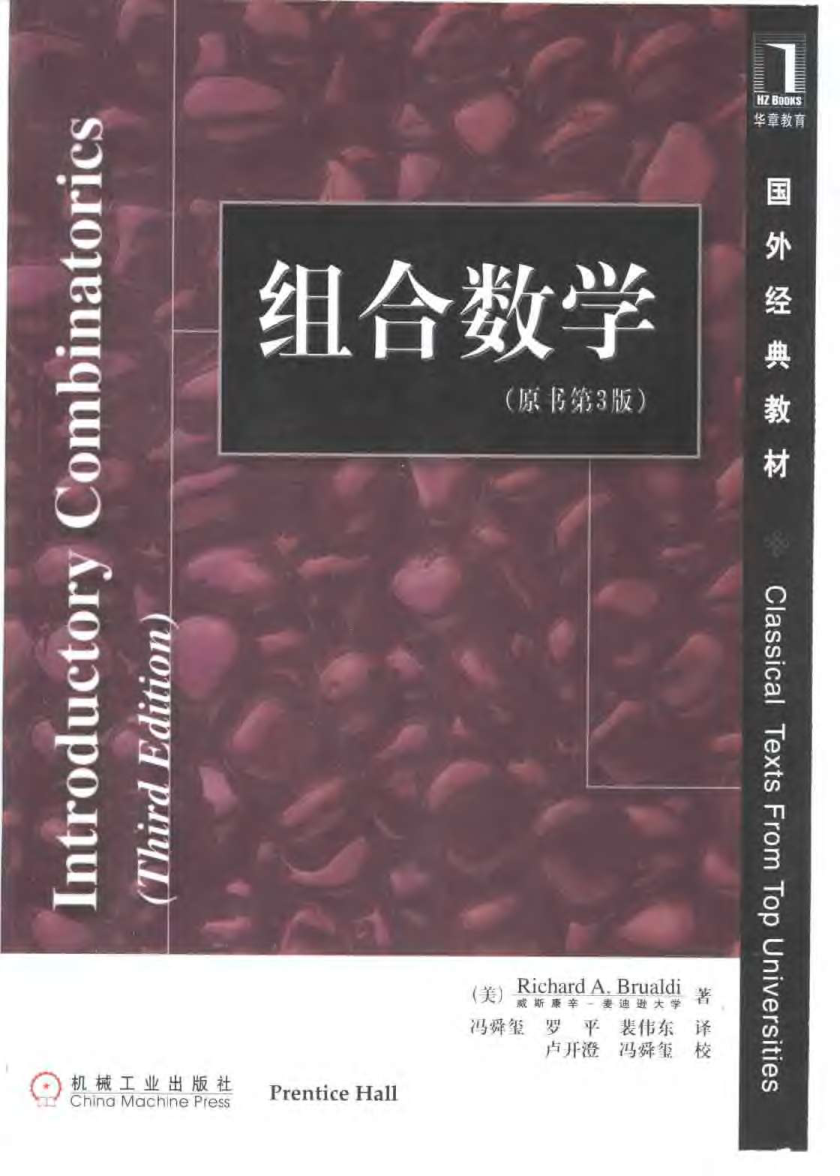 HZ BOOKS
华章教育
国外经典教材
Classical Texts From Top Universities
Introductory Combinatorics
(Third Edition)
组合数学
(原书第3版)
(美) Richard A. Brualdi 著
威斯康辛-麦迪逊大学
冯舜玺 罗平 裴伟东 译
卢开澄 冯舜玺 校
机械工业出版社
China Machine Press
Prentice Hall